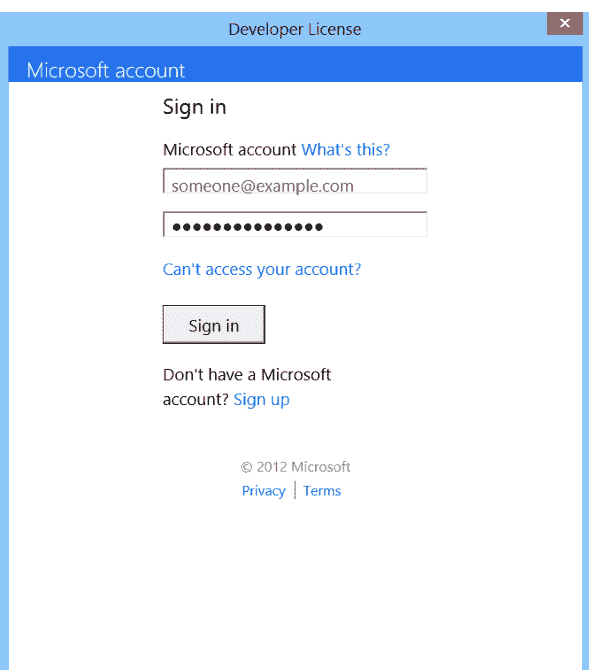 Developer License
Microsoft account
Sign in
Microsoft account What's this?
someone@example.com
●●●●●●●●●●●●●●●
Can't access your account?
Sign in
Don't have a Microsoft
account? Sign up
© 2012 Microsoft
Privacy | Terms